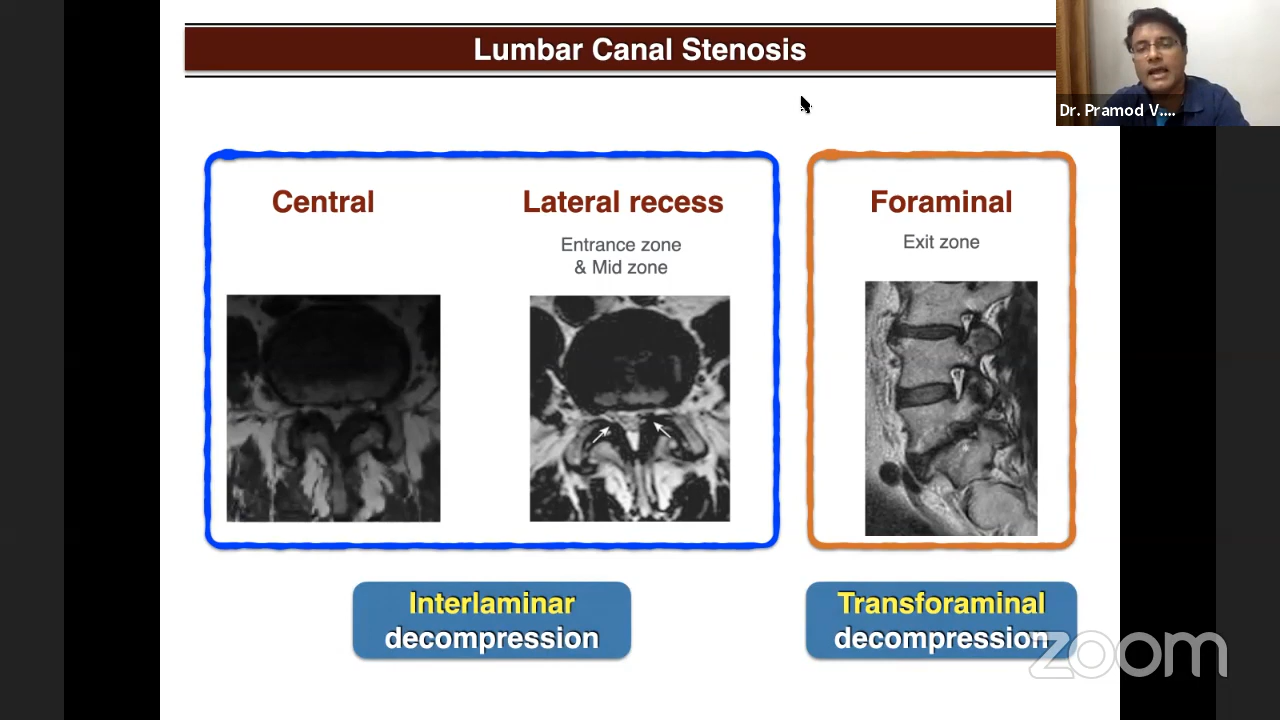 Lumbar Canal Stenosis
Dr. Pramod V....
Central
Lateral recess
Entrance zone
& Mid zone
Foraminal
Exit zone
Interlaminar
decompression
Transforaminal
decompression
zoom